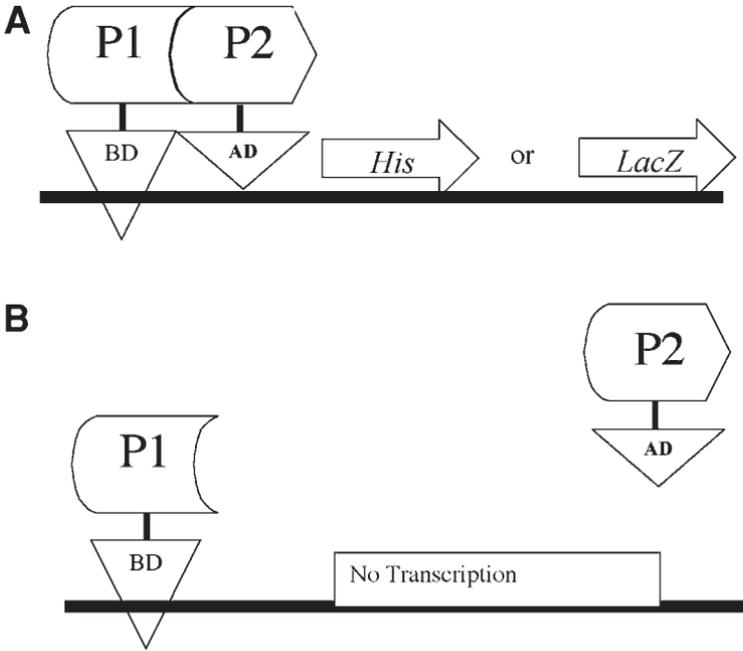 A
P1 P2
BD AD
His or LacZ
B
P2
AD
P1
BD
No Transcription